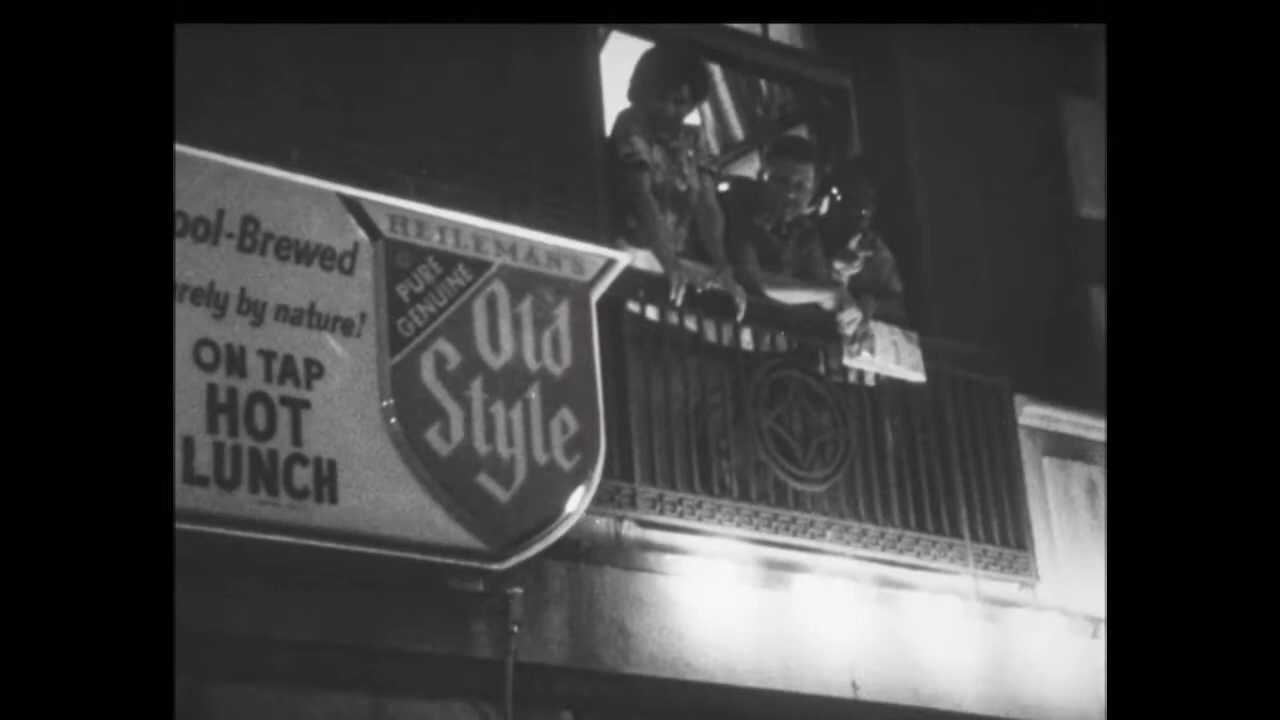 ool-Brewed
rely by nature!
ON TAP
HOT
LUNCH
HEILEMAN'S
PURE
GENUINE
Old
Style